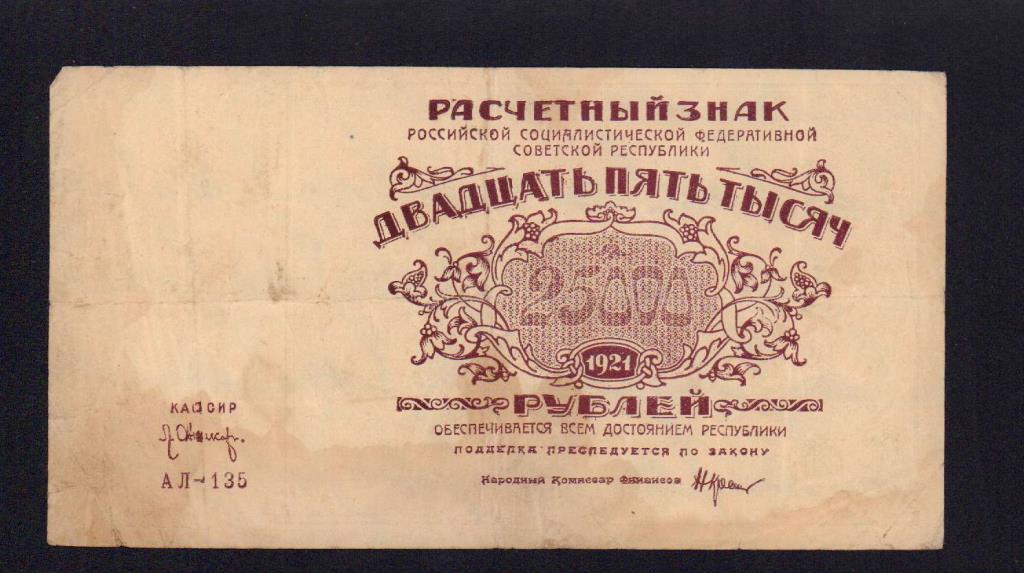 РАСЧЕТНЫЙ ЗНАК
РОССИЙСКОЙ СОЦИАЛИСТИЧЕСКОЙ ФЕДЕРАТИВНОЙ
СОВЕТСКОЙ РЕСПУБЛИКИ
ДВАДЦАТЬ ПЯТЬ ТЫСЯЧ
25000
1921
РУБЛЕЙ
ОБЕСПЕЧИВАЕТСЯ ВСЕМ ДОСТОЯНИЕМ РЕСПУБЛИКИ
ПОДДЕЛКА ПРЕСЛЕДУЕТСЯ ПО ЗАКОНУ
Народный Комиссар Финансов
КАССИР
АЛ-135